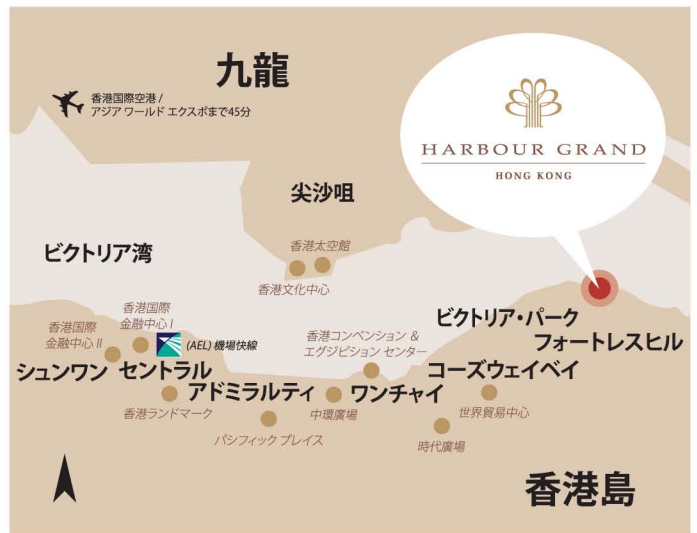 九龍
香港国際空港 /
アジア ワールド エクスポまで45分
HARBOUR GRAND
HONG KONG
尖沙咀
香港太空館
ビクトリア湾
香港文化中心
香港国際
金融中心 I
香港国際
金融中心 II
(AEL) 機場快線
香港コンベンション &
エグジビション センター
ビクトリア・パーク
フォートレスヒル
シュンワン
セントラル
アドミラルティ
ワンチャイ
コーズウェイベイ
香港ランドマーク
中環廣場
世界貿易中心
パシフィック プレイス
時代廣場
香港島